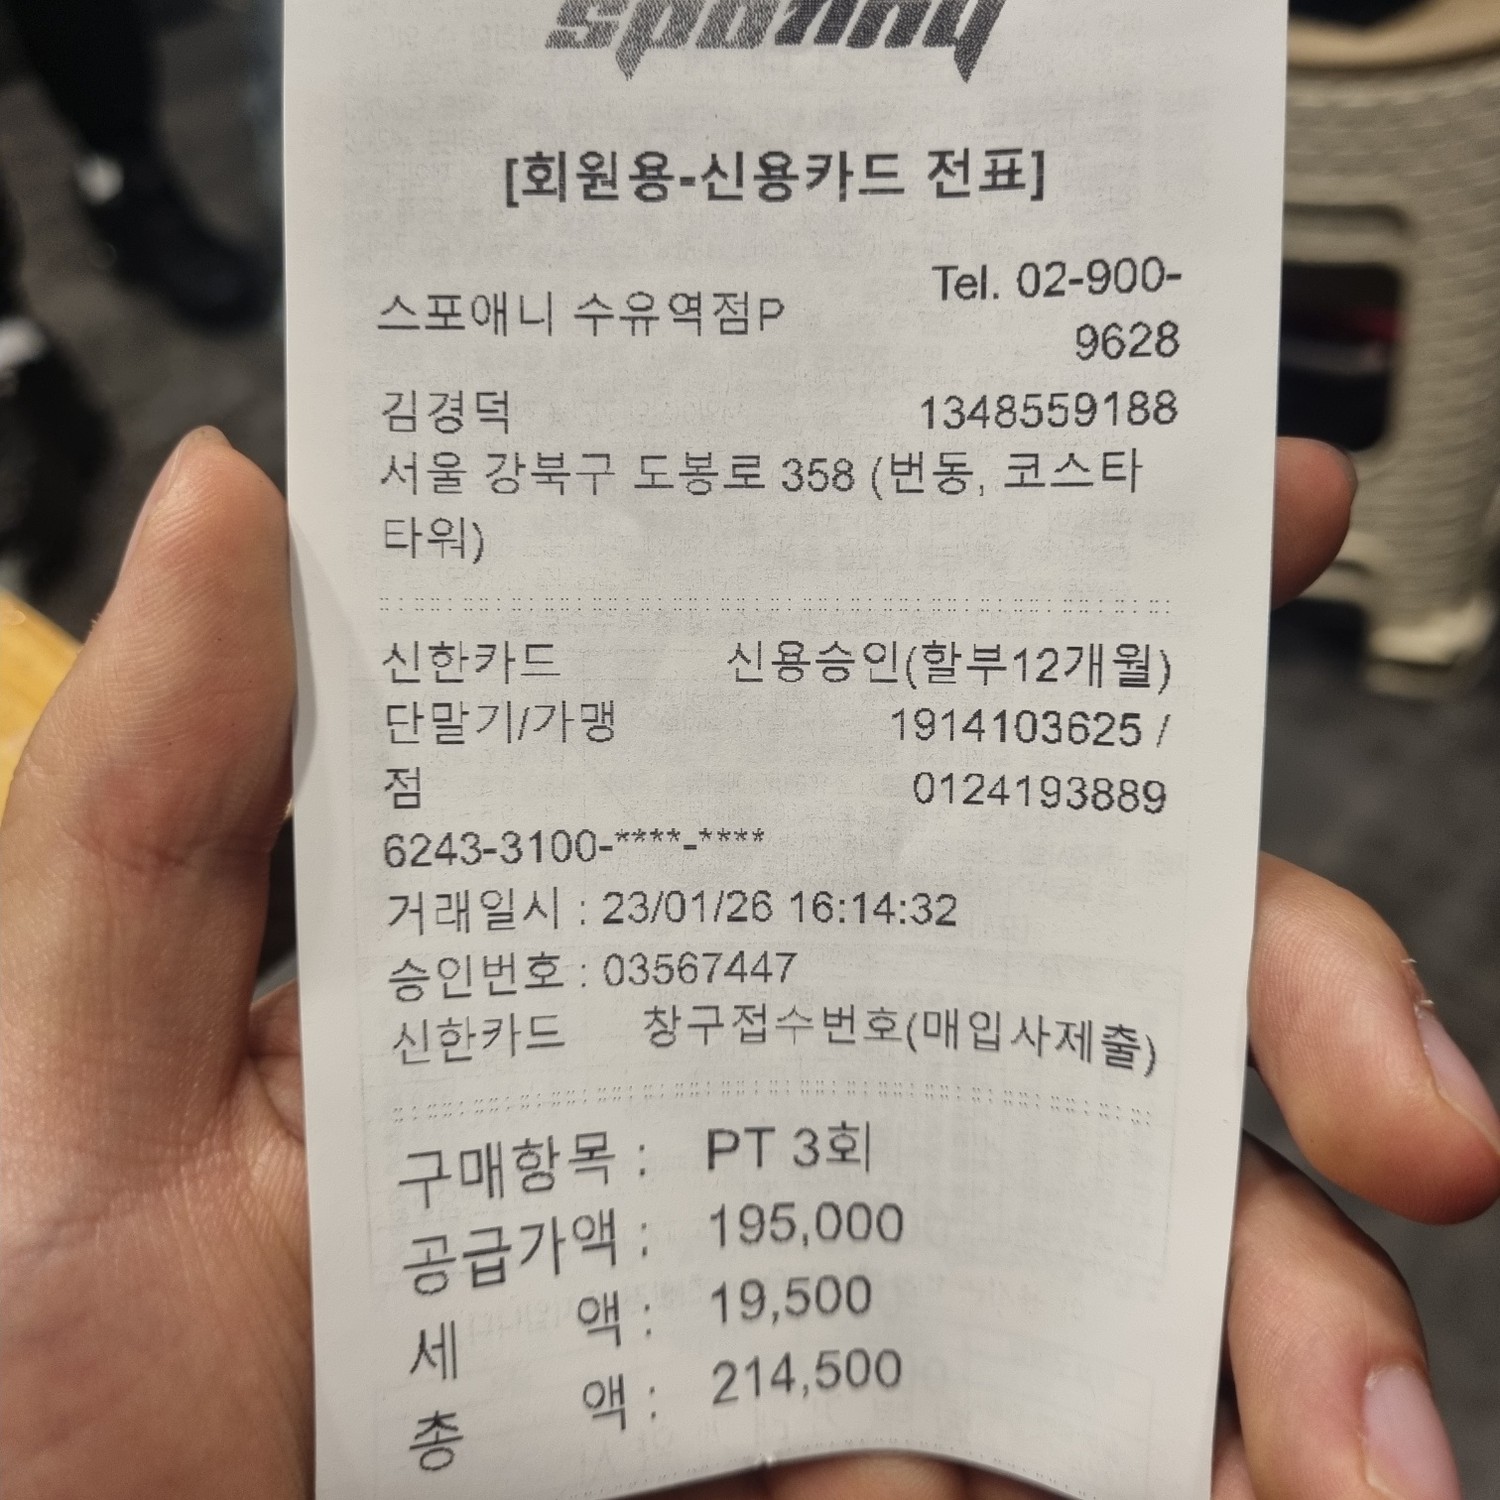 spoany
[회원용-신용카드 전표]
스포애니 수유역점P Tel. 02-900-
9628
김경덕 1348559188
서울 강북구 도봉로 358 (번동, 코스타
타워)
신한카드 신용승인(할부12개월)
단말기/가맹 1914103625 /
점 0124193889
6243-3100-****-****
거래일시 : 23/01/26 16:14:32
승인번호 : 03567447
신한카드 창구접수번호(매입사제출)
구매항목 : PT 3회
공급가액 : 195,000
세 액 : 19,500
총 액 : 214,500